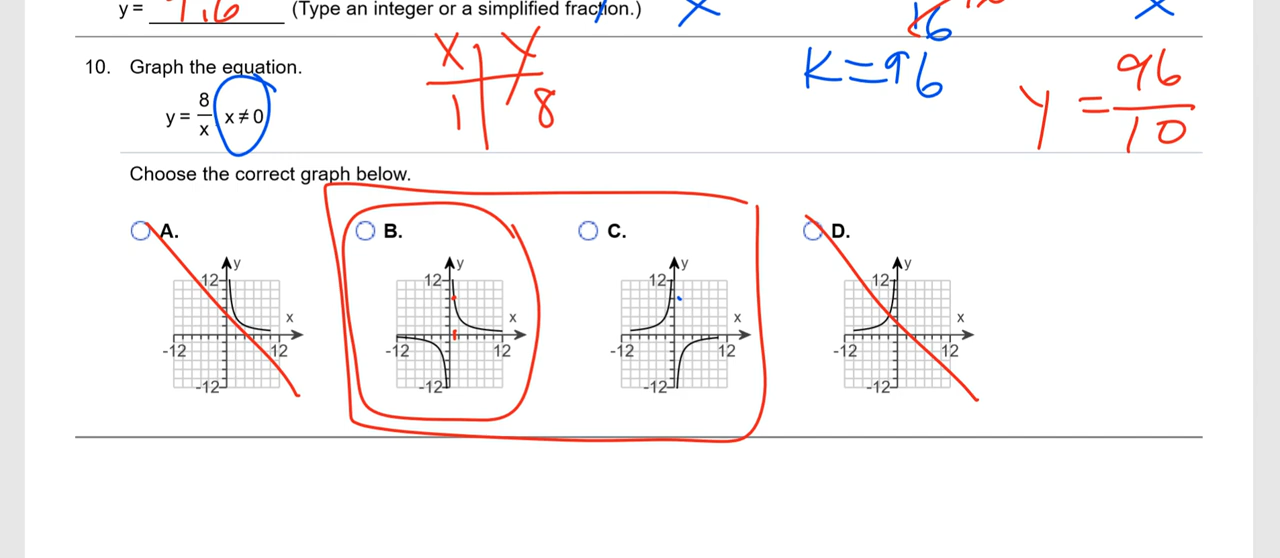 y = 9.6 (Type an integer or a simplified fraction.) x 16 x
10. Graph the equation.
y = 8/x, x ≠ 0
x y
1 8
K = 96
y = 96/10
Choose the correct graph below.
A. B. C. D.
12 y x -12 12 -12
12 y x -12 12 -12
12 y x -12 12 -12
12 y x -12 12 -12